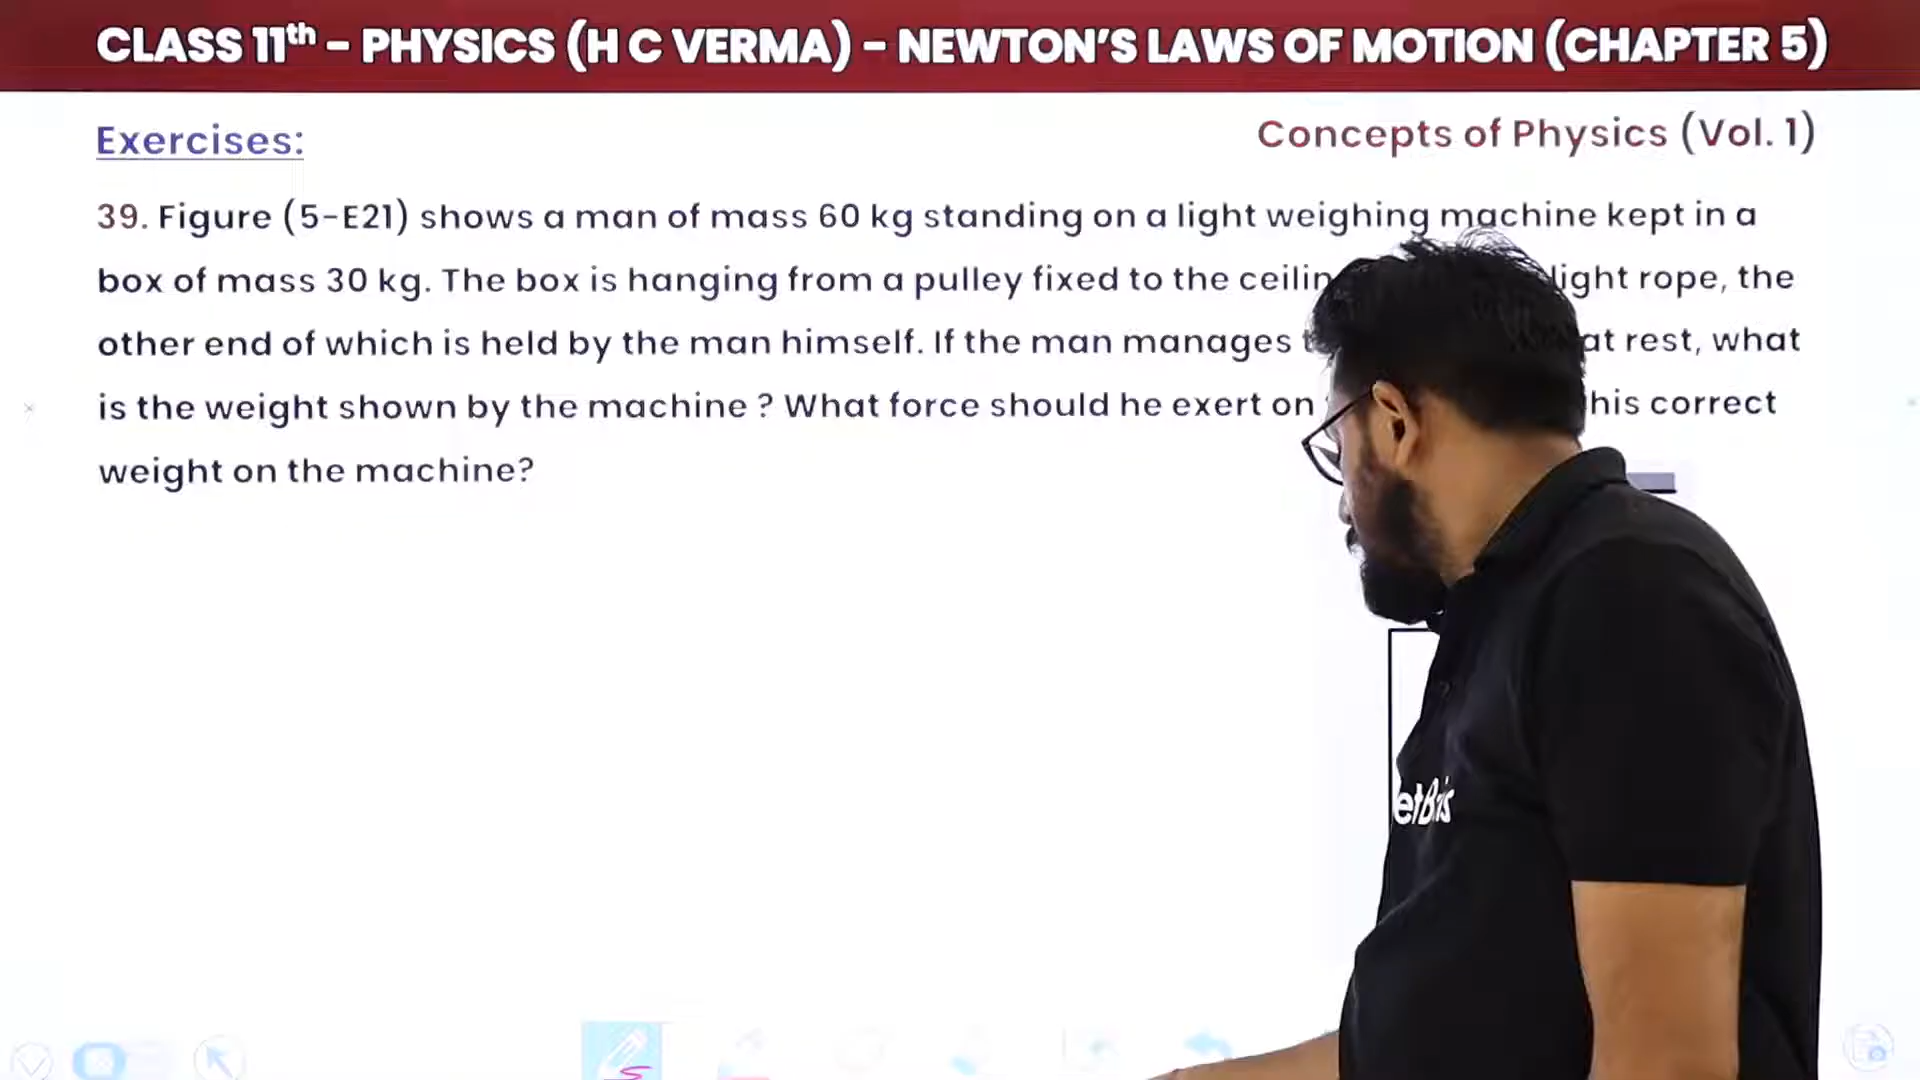 CLASS 11th – PHYSICS (H C VERMA) – NEWTON'S LAWS OF MOTION (CHAPTER 5)
Exercises:
Concepts of Physics (Vol. 1)
39. Figure (5-E21) shows a man of mass 60 kg standing on a light weighing machine kept in a
box of mass 30 kg. The box is hanging from a pulley fixed to the light rope, the
other end of which is held by the man himself. If the man manages at rest, what
is the weight shown by the machine ? What force should he exert on his correct
weight on the machine?